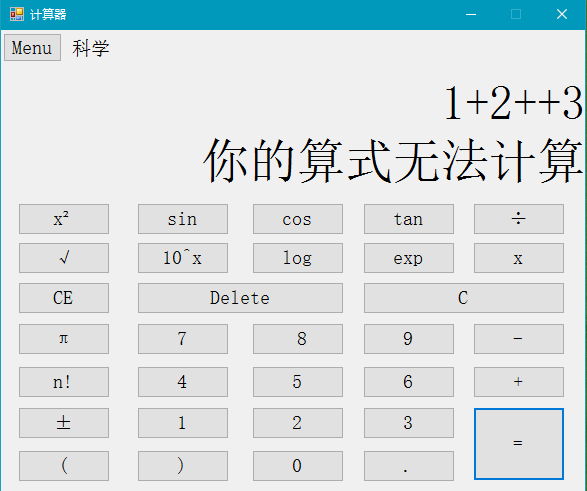 计算器
Menu 科学
1+2++3
你的算式无法计算
x² sin cos tan ÷
√ 10^x log exp x
CE Delete C
π 7 8 9 -
n! 4 5 6 +
± 1 2 3 =
( ) 0 .